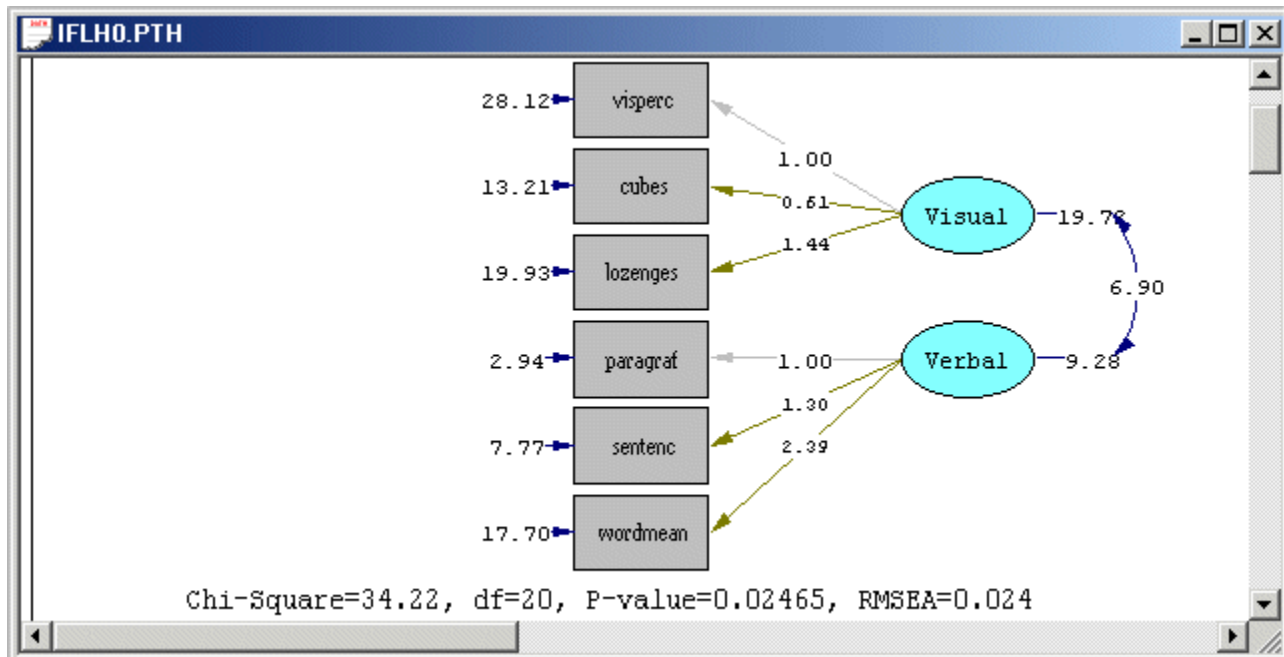 IFLH0.PTH
28.12 visperc
1.00
13.21 cubes
0.61
Visual
1.44
19.93 lozenges
6.90
2.94 paragraf
1.00
Verbal
9.28
1.30
7.77 sentenc
2.39
17.70 wordmean
Chi-Square=34.22, df=20, P-value=0.02465, RMSEA=0.024